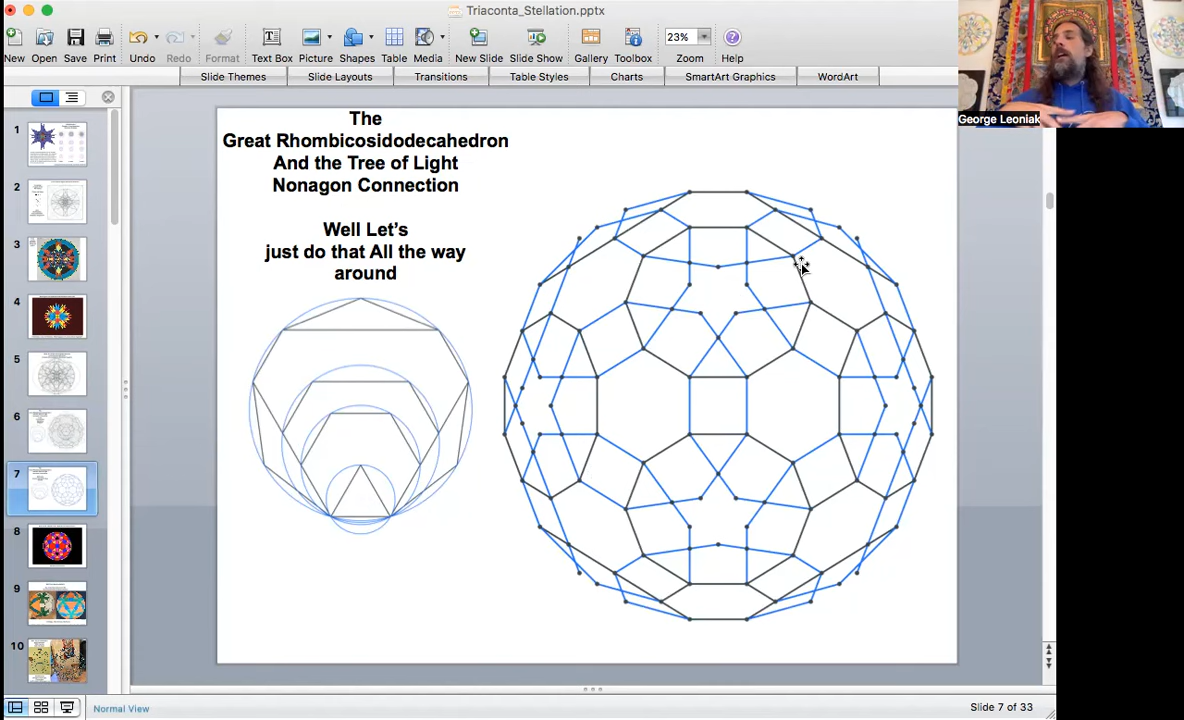 Triaconta_Stellation.pptx
New Open Save Print Undo Redo Format Text Box Picture Shapes Table Media New Slide Slide Show Gallery Toolbox 23% Zoom Help
Slide Themes Slide Layouts Transitions Table Styles Charts SmartArt Graphics WordArt
George Leoniak
The
Great Rhombicosidodecahedron
And the Tree of Light
Nonagon Connection
Well Let's
just do that All the way
around
1
2
3
4
5
6
7
8
9
10
Normal View
Slide 7 of 33